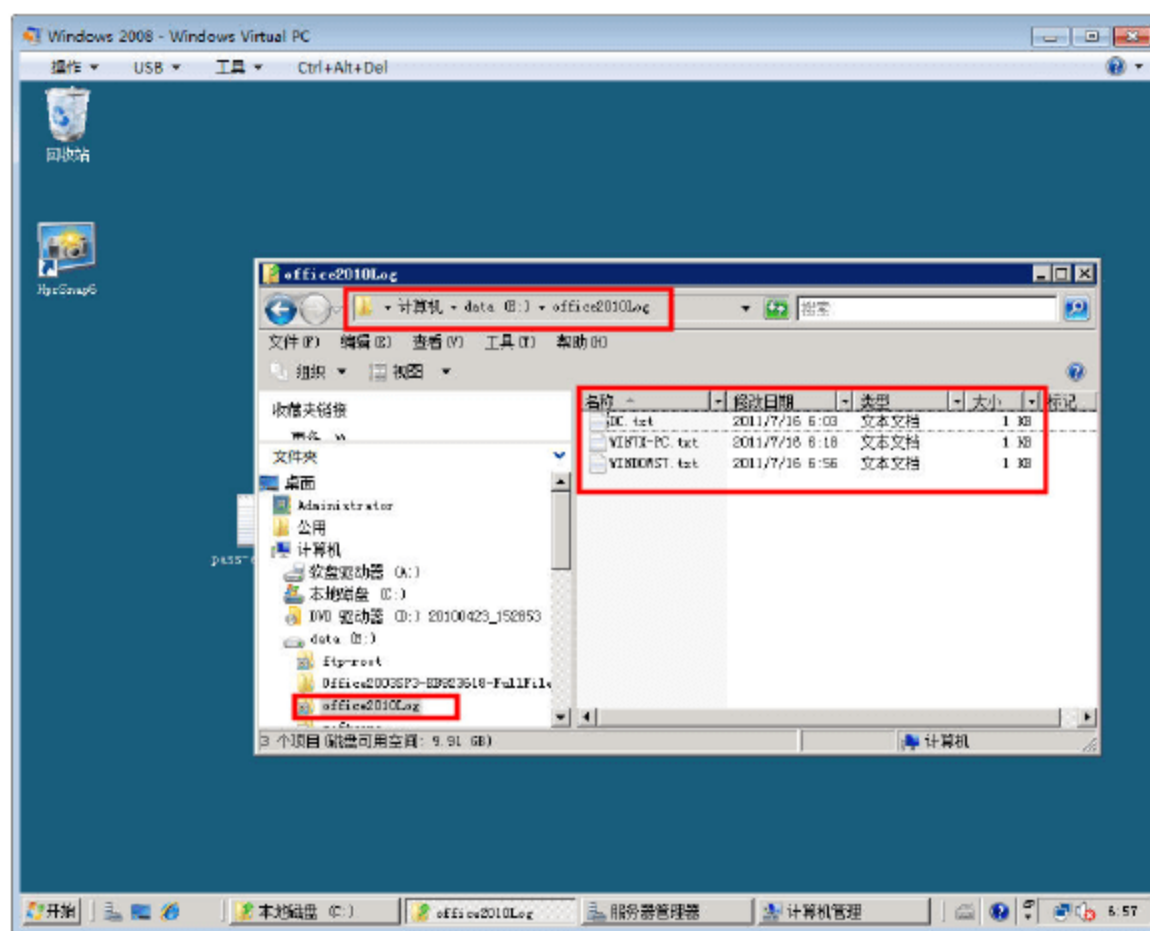 Windows 2008 - Windows Virtual PC
操作 USB 工具 Ctrl+Alt+Del
回收站
HprSnap6
office2010Log
计算机 data (E:) office2010Log
搜索
文件(F) 编辑(E) 查看(V) 工具(T) 帮助(H)
组织 视图
收藏夹链接
更多 »
文件夹
桌面
Administrator
公用
计算机
软盘驱动器 (A:)
本地磁盘 (C:)
DVD 驱动器 (D:) 20100423_152853
data (E:)
ftp-root
office2010Log
名称 修改日期 类型 大小 标记
DC.txt 2011/7/16 6:03 文本文档 1 KB
2011/7/16 6:18 文本文档 1 KB
2011/7/16 6:56 文本文档 1 KB
3 个项目(磁盘可用空间: 9.91 GB) 计算机
开始 本地磁盘 (C:) office2010Log 服务器管理器 计算机管理 6:57